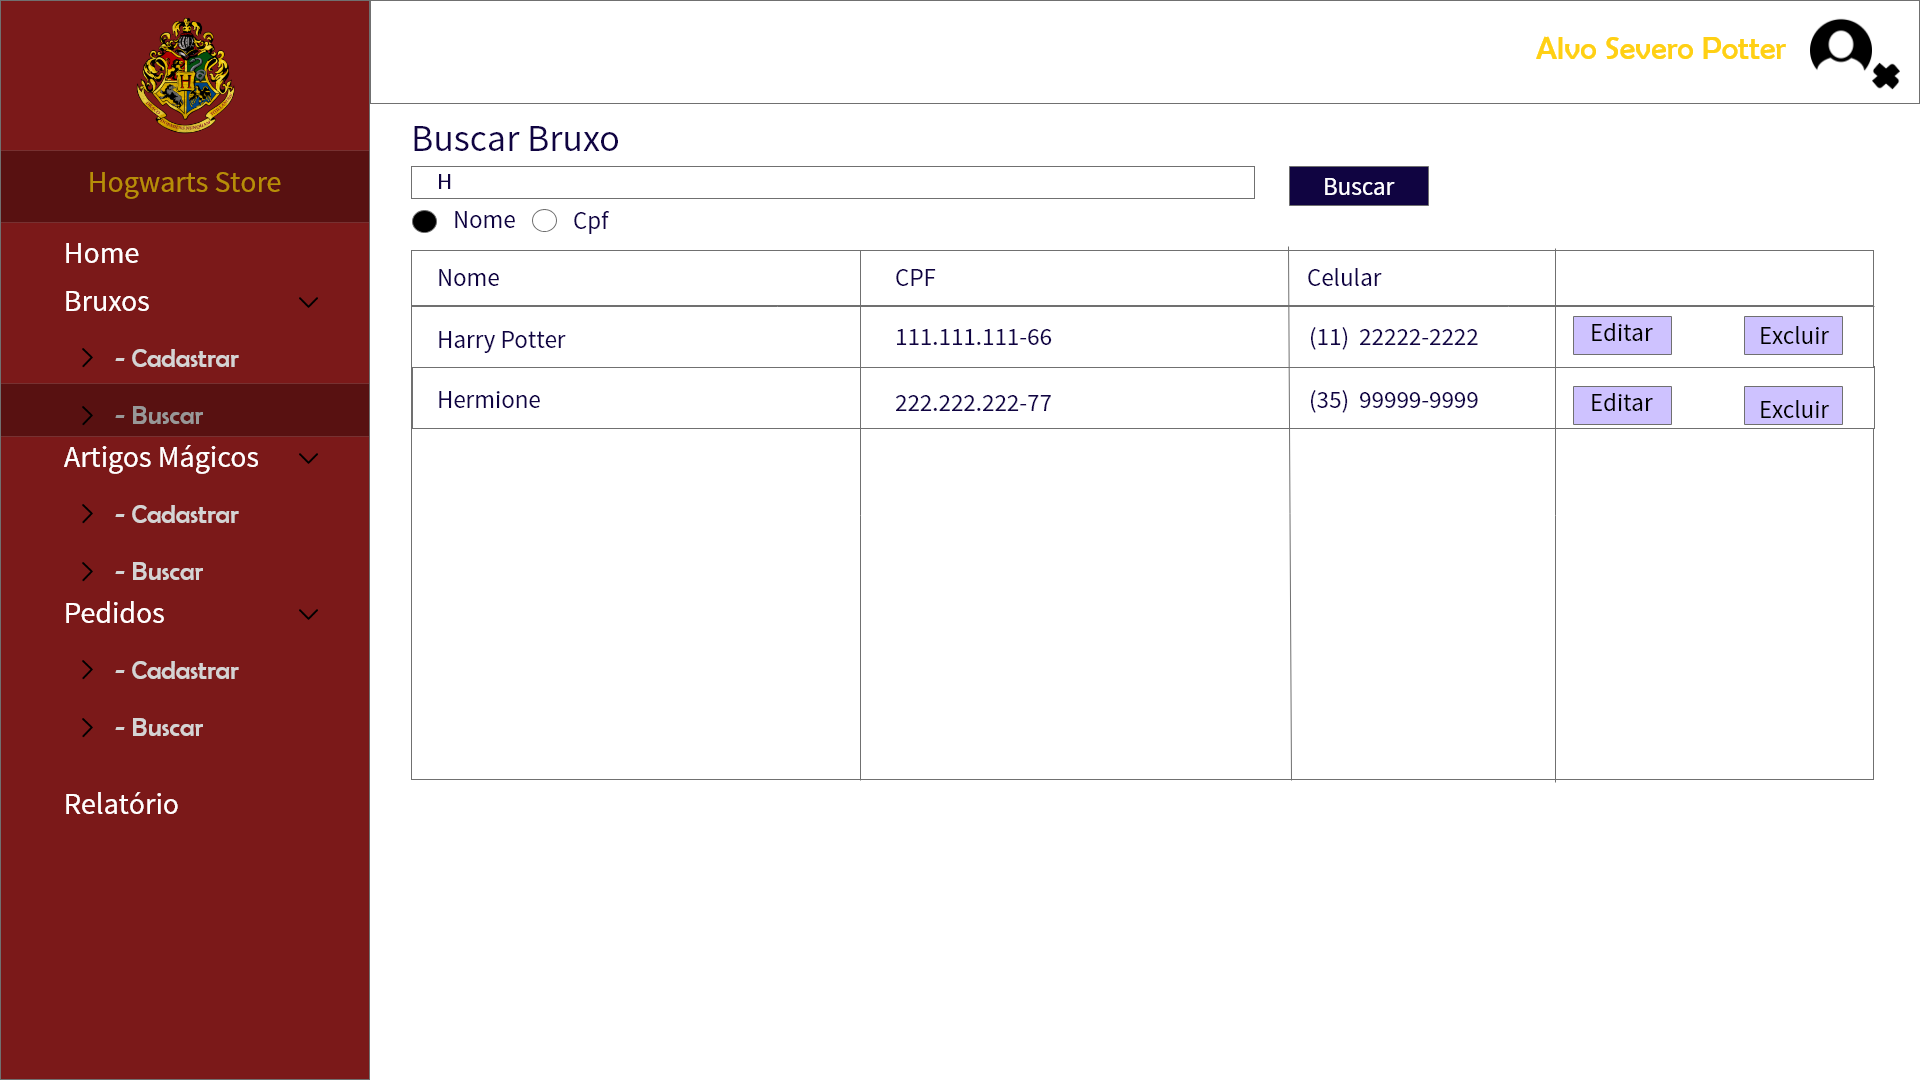 Alvo Severo Potter
Hogwarts Store
Home
Bruxos
- Cadastrar
- Buscar
Artigos Mágicos
- Cadastrar
- Buscar
Pedidos
- Cadastrar
- Buscar
Relatório
Buscar Bruxo
H
Buscar
Nome Cpf
Nome CPF Celular
Harry Potter 111.111.111-66 (11) 22222-2222 Editar Excluir
Hermione 222.222.222-77 (35) 99999-9999 Editar Excluir